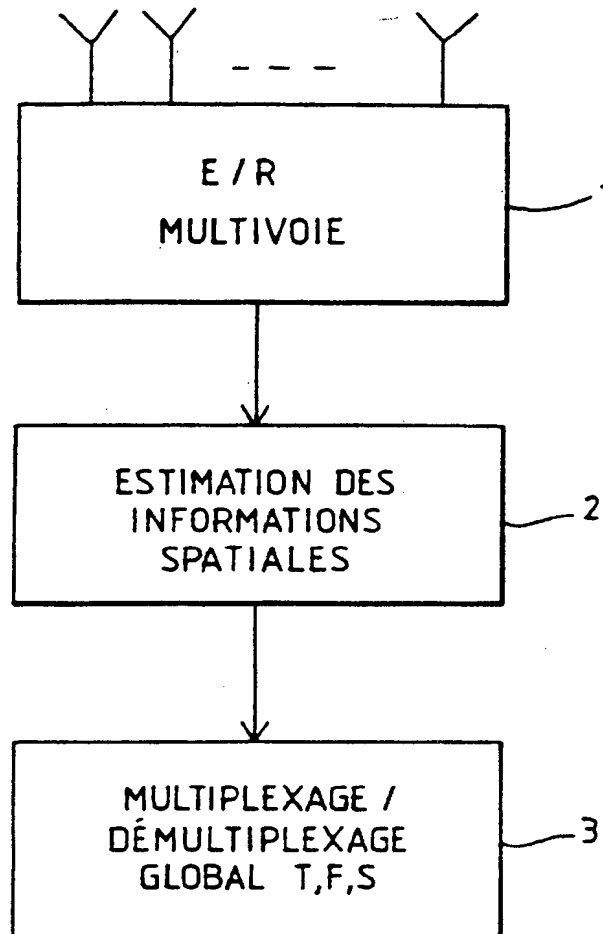 E / R
MULTIVOIE
ESTIMATION DES
INFORMATIONS
SPATIALES
2
MULTIPLEXAGE /
DÉMULTIPLEXAGE
GLOBAL T,F,S
3